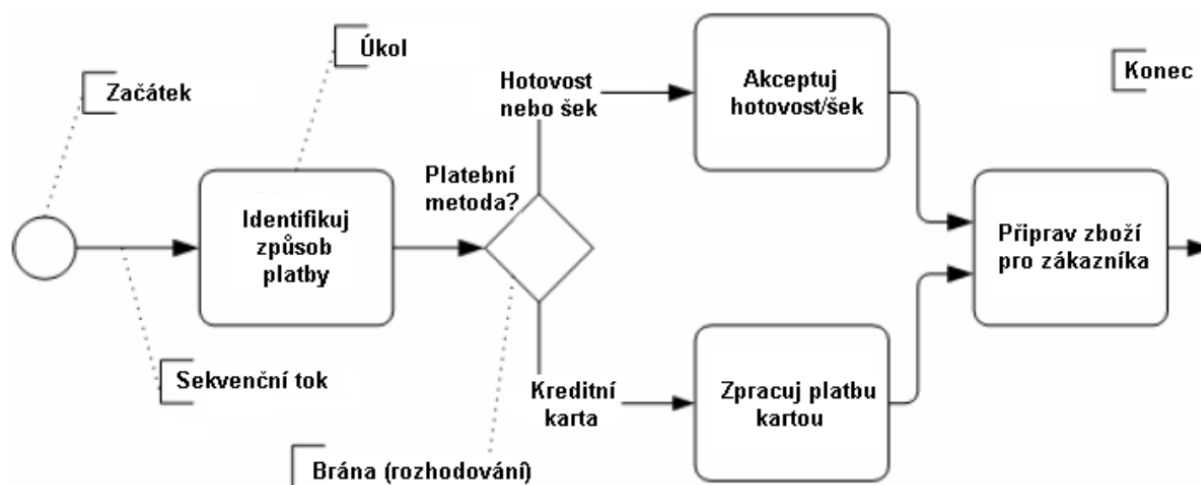 Začátek
Úkol
Konec
Hotovost
nebo šek
Akceptuj
hotovost/šek
Platební
metoda?
Identifikuj
způsob
platby
Připrav zboží
pro zákazníka
Sekvenční tok
Kreditní
karta
Zpracuj platbu
kartou
Brána (rozhodování)